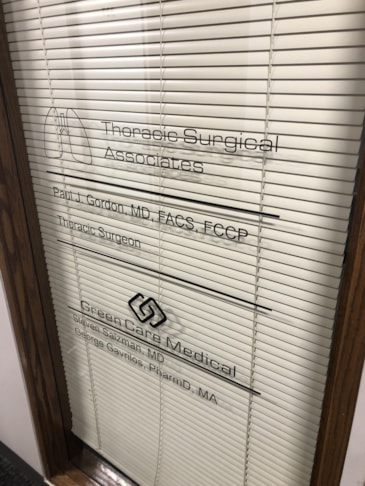 Thoracic Surgical
Associates
Paul J. Gordon, MD, FACS, FCCP
Thoracic Surgeon
Green Care Medical
Steven Salzman, MD
George Gavrilos, PharmD, MA